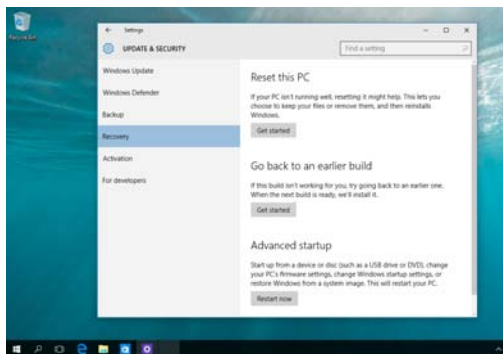 Recycle Bin
Settings
UPDATE & SECURITY
Find a setting
Windows Update
Windows Defender
Backup
Recovery
Activation
For developers
Reset this PC
If your PC isn't running well, resetting it might help. This lets you
choose to keep your files or remove them, and then reinstalls
Windows.
Get started
Go back to an earlier build
If this build isn't working for you, try going back to an earlier one.
When the next build is ready, we'll install it.
Get started
Advanced startup
Start up from a device or disc (such as a USB drive or DVD), change
your PC's firmware settings, change Windows startup settings, or
restore Windows from a system image. This will restart your PC.
Restart now